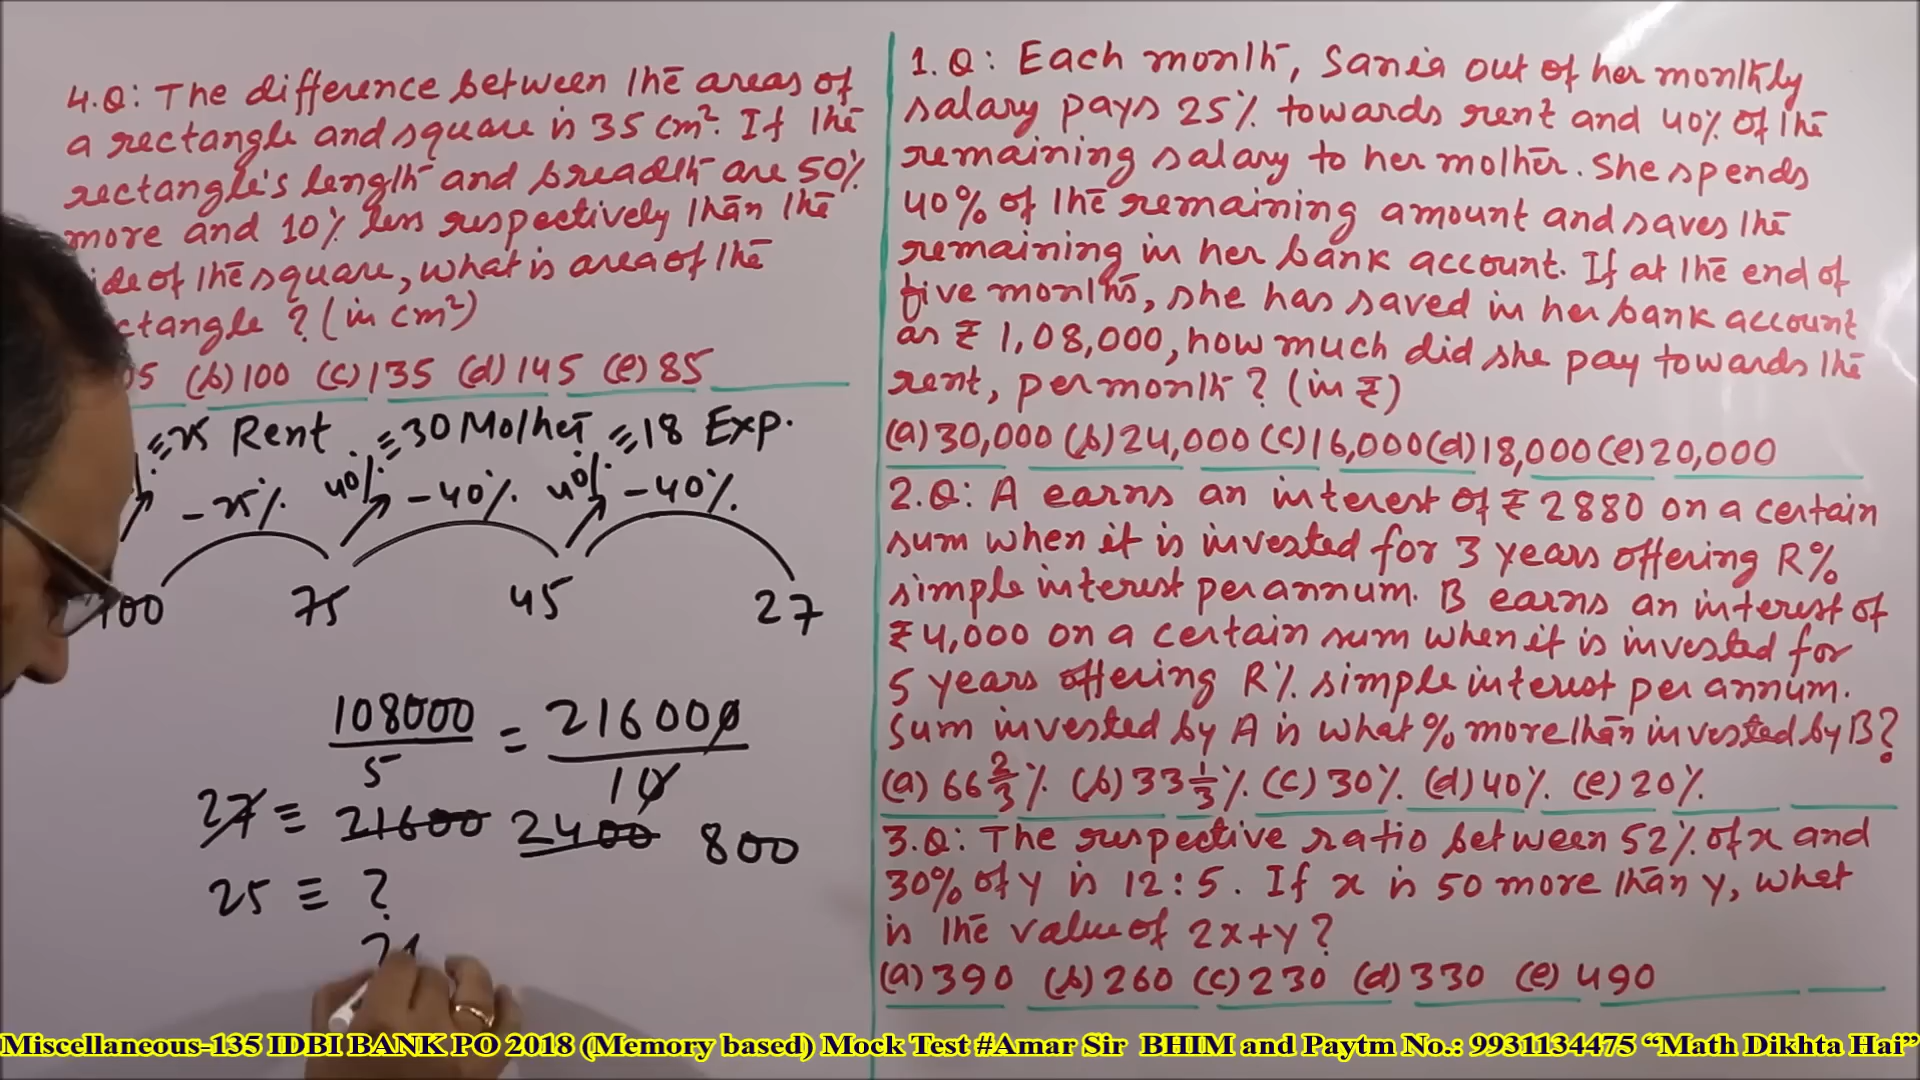 4.Q: The difference between the areas of
a rectangle and square is 35 cm². If the
rectangle's length and breadth are 50%
more and 10% less respectively than the
ide of the square, what is area of the
ctangle ? (in cm²)
05 (b) 100 (c) 135 (d) 145 (e) 85
≡25 Rent ≡30 Mother ≡18 Exp.
-25% 40% -40% 40% -40%
100 75 45 27
108000 = 216000
5 10
27 ≡ 21600 2400 800
25 ≡ ?
1.Q: Each month, Sania out of her monthly
salary pays 25% towards rent and 40% of the
remaining salary to her mother. She spends
40% of the remaining amount and saves the
remaining in her bank account. If at the end of
five months, she has saved in her bank account
as ₹ 1,08,000, how much did she pay towards the
rent, per month ? (in ₹)
(a) 30,000 (b) 24,000 (c) 16,000 (d) 18,000 (e) 20,000
2.Q: A earns an interest of ₹ 2880 on a certain
sum when it is invested for 3 years offering R%
simple interest per annum. B earns an interest of
₹ 4,000 on a certain sum when it is invested for
5 years offering R% simple interest per annum.
Sum invested by A is what % more than invested by B?
(a) 66 2/3 % (b) 33 1/3 % (c) 30% (d) 40% (e) 20%
3.Q: The respective ratio between 52% of x and
30% of y is 12 : 5. If x is 50 more than y, what
is the value of 2x+y ?
(a) 390 (b) 260 (c) 230 (d) 330 (e) 490
Miscellaneous-135 IDBI BANK PO 2018 (Memory based) Mock Test #Amar Sir BHIM and Paytm No.: 9931134475 “Math Dikhta Hai”